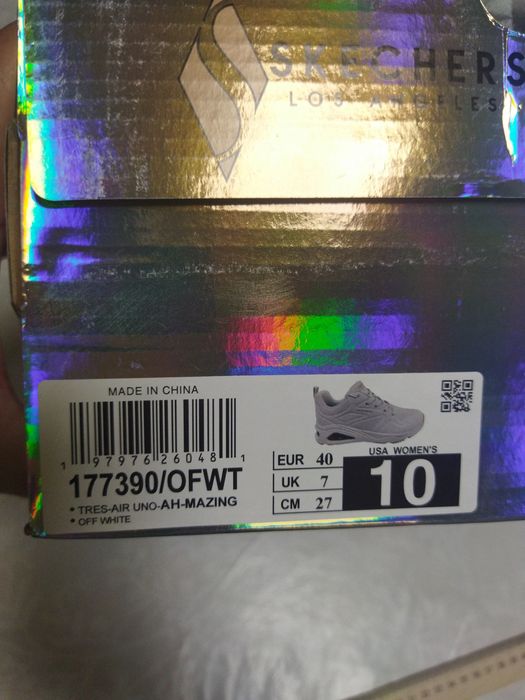 SKECHERS
LOS ANGELES
MADE IN CHINA
1 97976 26048 1
177390/OFWT
• TRES-AIR UNO-AH-MAZING
• OFF WHITE
EUR 40
UK 7
CM 27
USA WOMEN'S
10